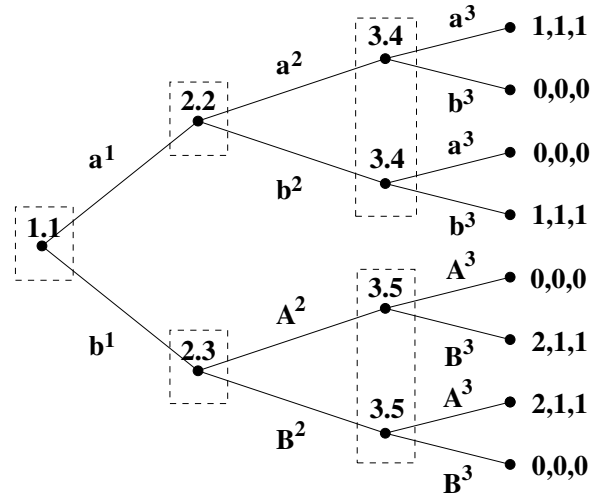 a³
3.4
1,1,1
a²
b³
0,0,0
2.2
a³
3.4
0,0,0
a¹
b²
b³
1,1,1
1.1
A³
3.5
0,0,0
A²
b¹
B³
2,1,1
2.3
A³
3.5
2,1,1
B²
B³
0,0,0